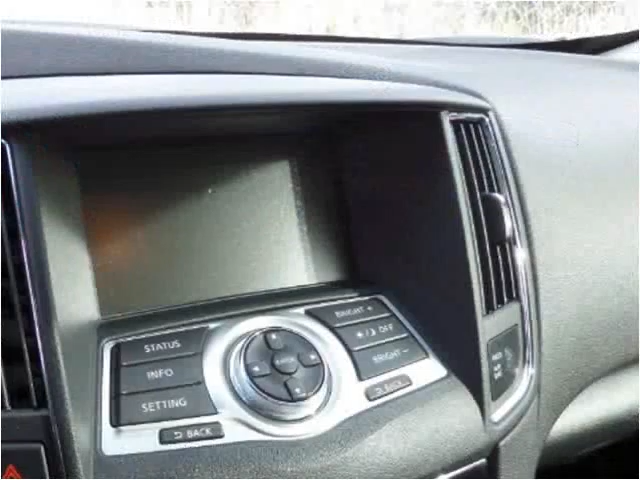 STATUS
INFO
SETTING
BACK
BRIGHT +
OFF
BRIGHT −
BACK